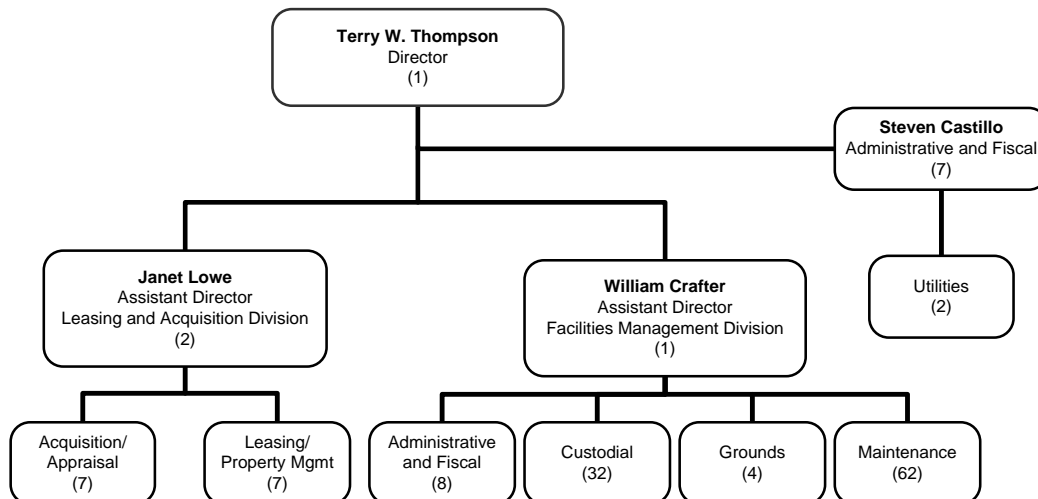 Terry W. Thompson
Director
(1)
Steven Castillo
Administrative and Fiscal
(7)
Janet Lowe
Assistant Director
Leasing and Acquisition Division
(2)
William Crafter
Assistant Director
Facilities Management Division
(1)
Utilities
(2)
Acquisition/
Appraisal
(7)
Leasing/
Property Mgmt
(7)
Administrative
and Fiscal
(8)
Custodial
(32)
Grounds
(4)
Maintenance
(62)